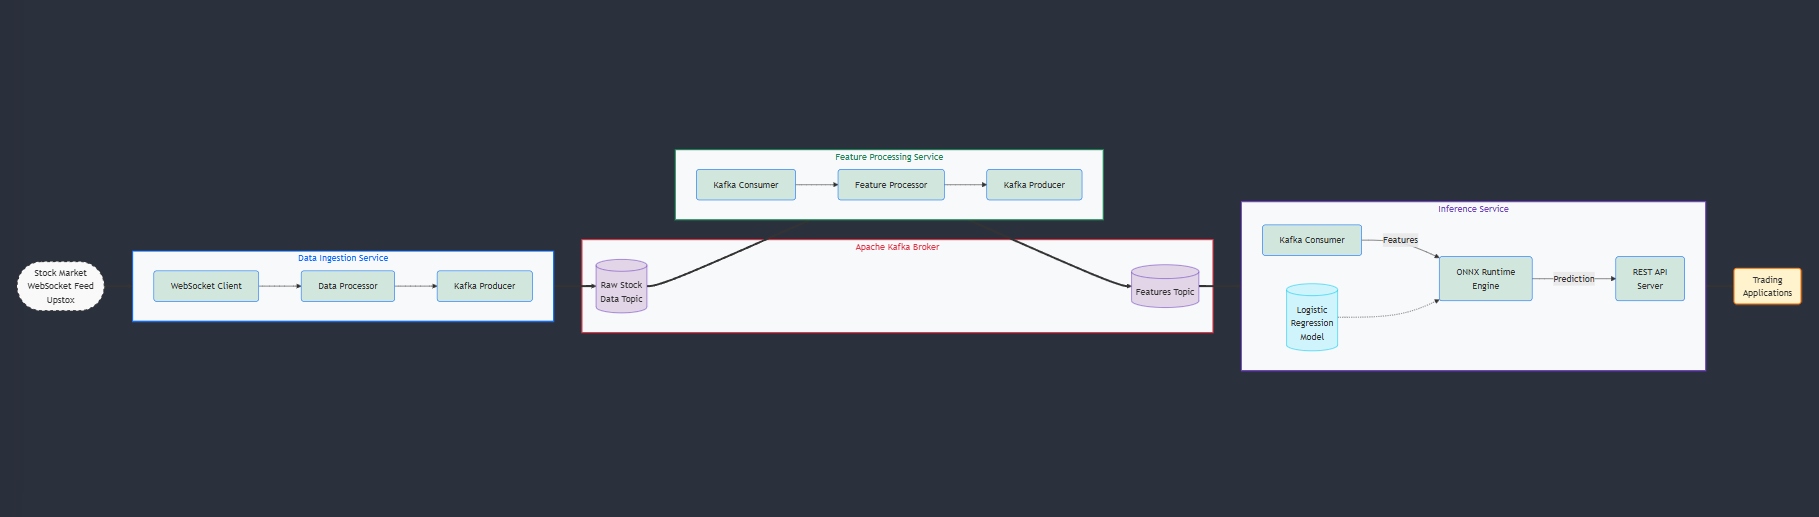 Stock Market
WebSocket Feed
Upstox
Data Ingestion Service
WebSocket Client
Data Processor
Kafka Producer
Feature Processing Service
Kafka Consumer
Feature Processor
Kafka Producer
Apache Kafka Broker
Raw Stock
Data Topic
Features Topic
Inference Service
Kafka Consumer
Features
Logistic
Regression
Model
ONNX Runtime
Engine
Prediction
REST API
Server
Trading
Applications